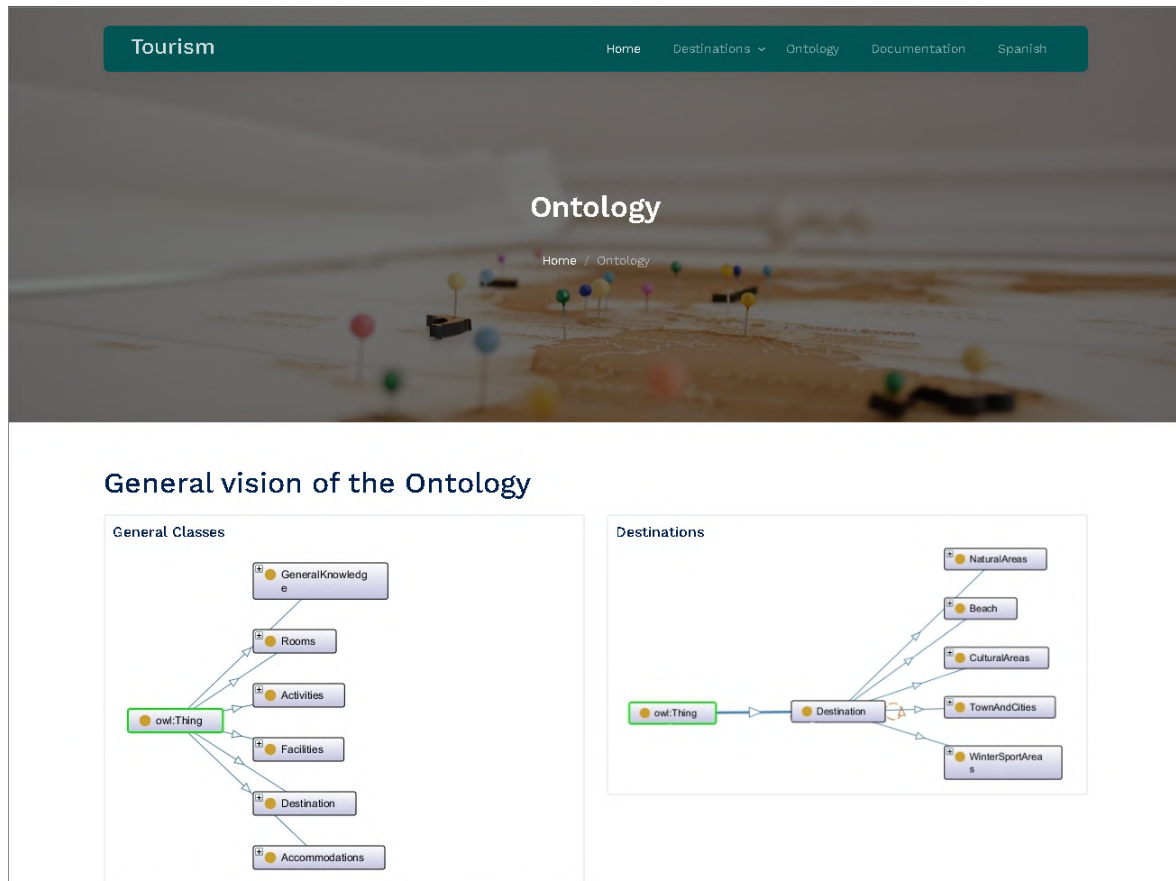 Tourism
Home Destinations Ontology Documentation Spanish
Ontology
Home / Ontology
General vision of the Ontology
General Classes
GeneralKnowledg
e
Rooms
Activities
owl:Thing
Facilities
Destination
Accommodations
Destinations
NaturalAreas
Beach
CulturalAreas
owl:Thing
Destination
TownAndCities
WinterSportArea
s